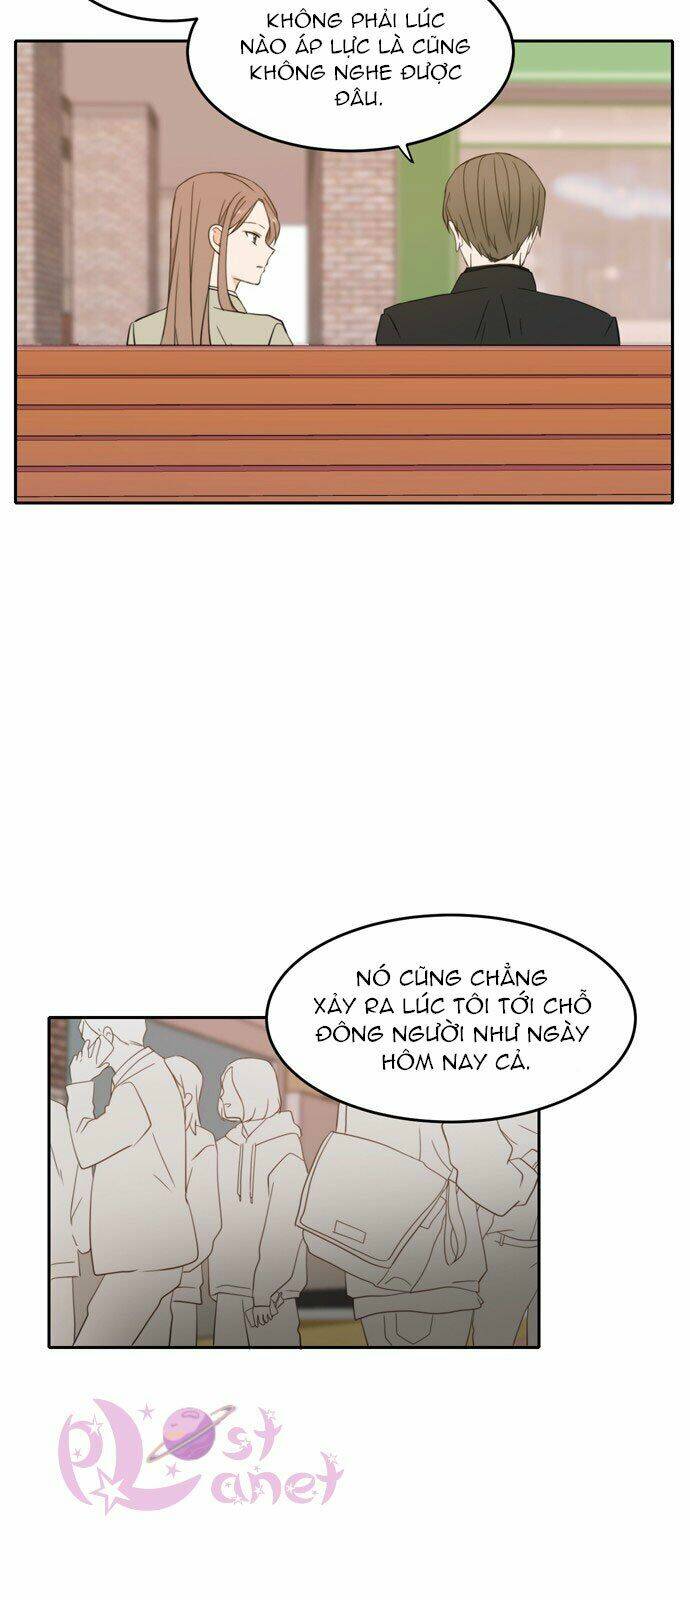 KHÔNG PHẢI LÚC
NÀO ÁP LỰC LÀ CŨNG
KHÔNG NGHE ĐƯỢC
ĐÂU.
NÓ CŨNG CHẲNG
XẢY RA LÚC TÔI TỚI CHỖ
ĐÔNG NGƯỜI NHƯ NGÀY
HÔM NAY CẢ.
Lost
Planet